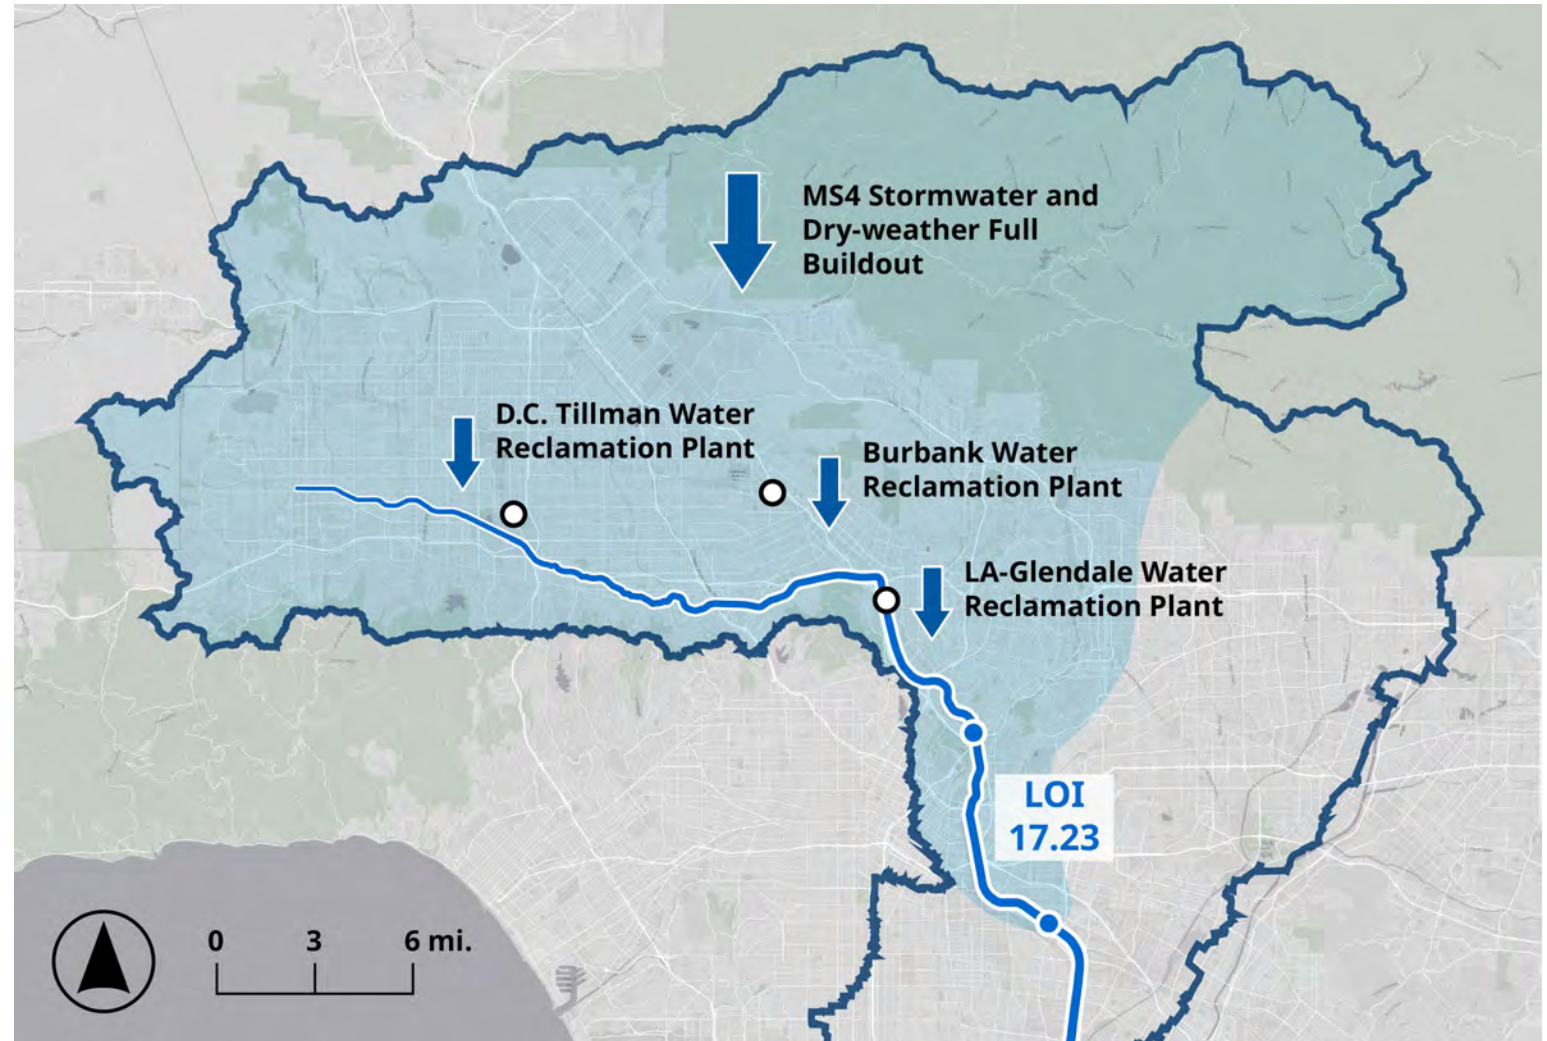 MS4 Stormwater and
Dry-weather Full
Buildout
D.C. Tillman Water
Reclamation Plant
Burbank Water
Reclamation Plant
LA-Glendale Water
Reclamation Plant
LOI
17.23
0 3 6 mi.